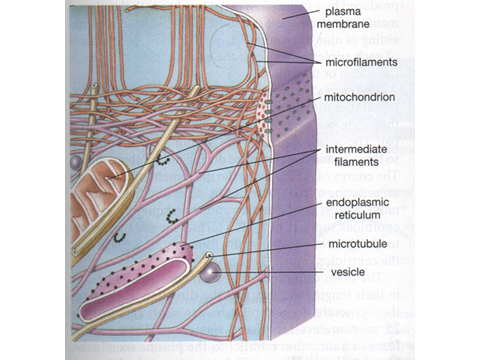 plasma
membrane
microfilaments
mitochondrion
intermediate
filaments
endoplasmic
reticulum
microtubule
vesicle